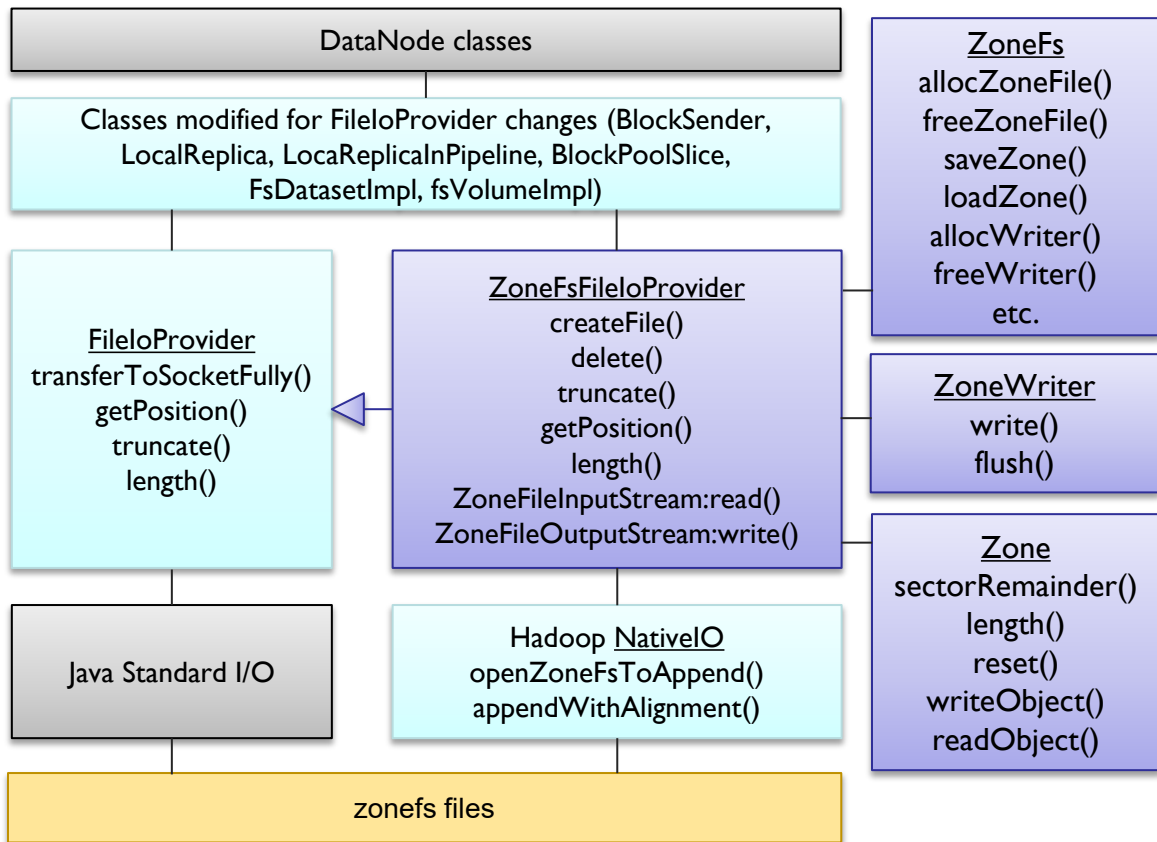 DataNode classes
Classes modified for FileIoProvider changes (BlockSender,
LocalReplica, LocaReplicaInPipeline, BlockPoolSlice,
FsDatasetImpl, fsVolumeImpl)
FileIoProvider
transferToSocketFully()
getPosition()
truncate()
length()
ZoneFsFileIoProvider
createFile()
delete()
truncate()
getPosition()
length()
ZoneFileInputStream:read()
ZoneFileOutputStream:write()
ZoneFs
allocZoneFile()
freeZoneFile()
saveZone()
loadZone()
allocWriter()
freeWriter()
etc.
ZoneWriter
write()
flush()
Zone
sectorRemainder()
length()
reset()
writeObject()
readObject()
Java Standard I/O
Hadoop NativeIO
openZoneFsToAppend()
appendWithAlignment()
zonefs files